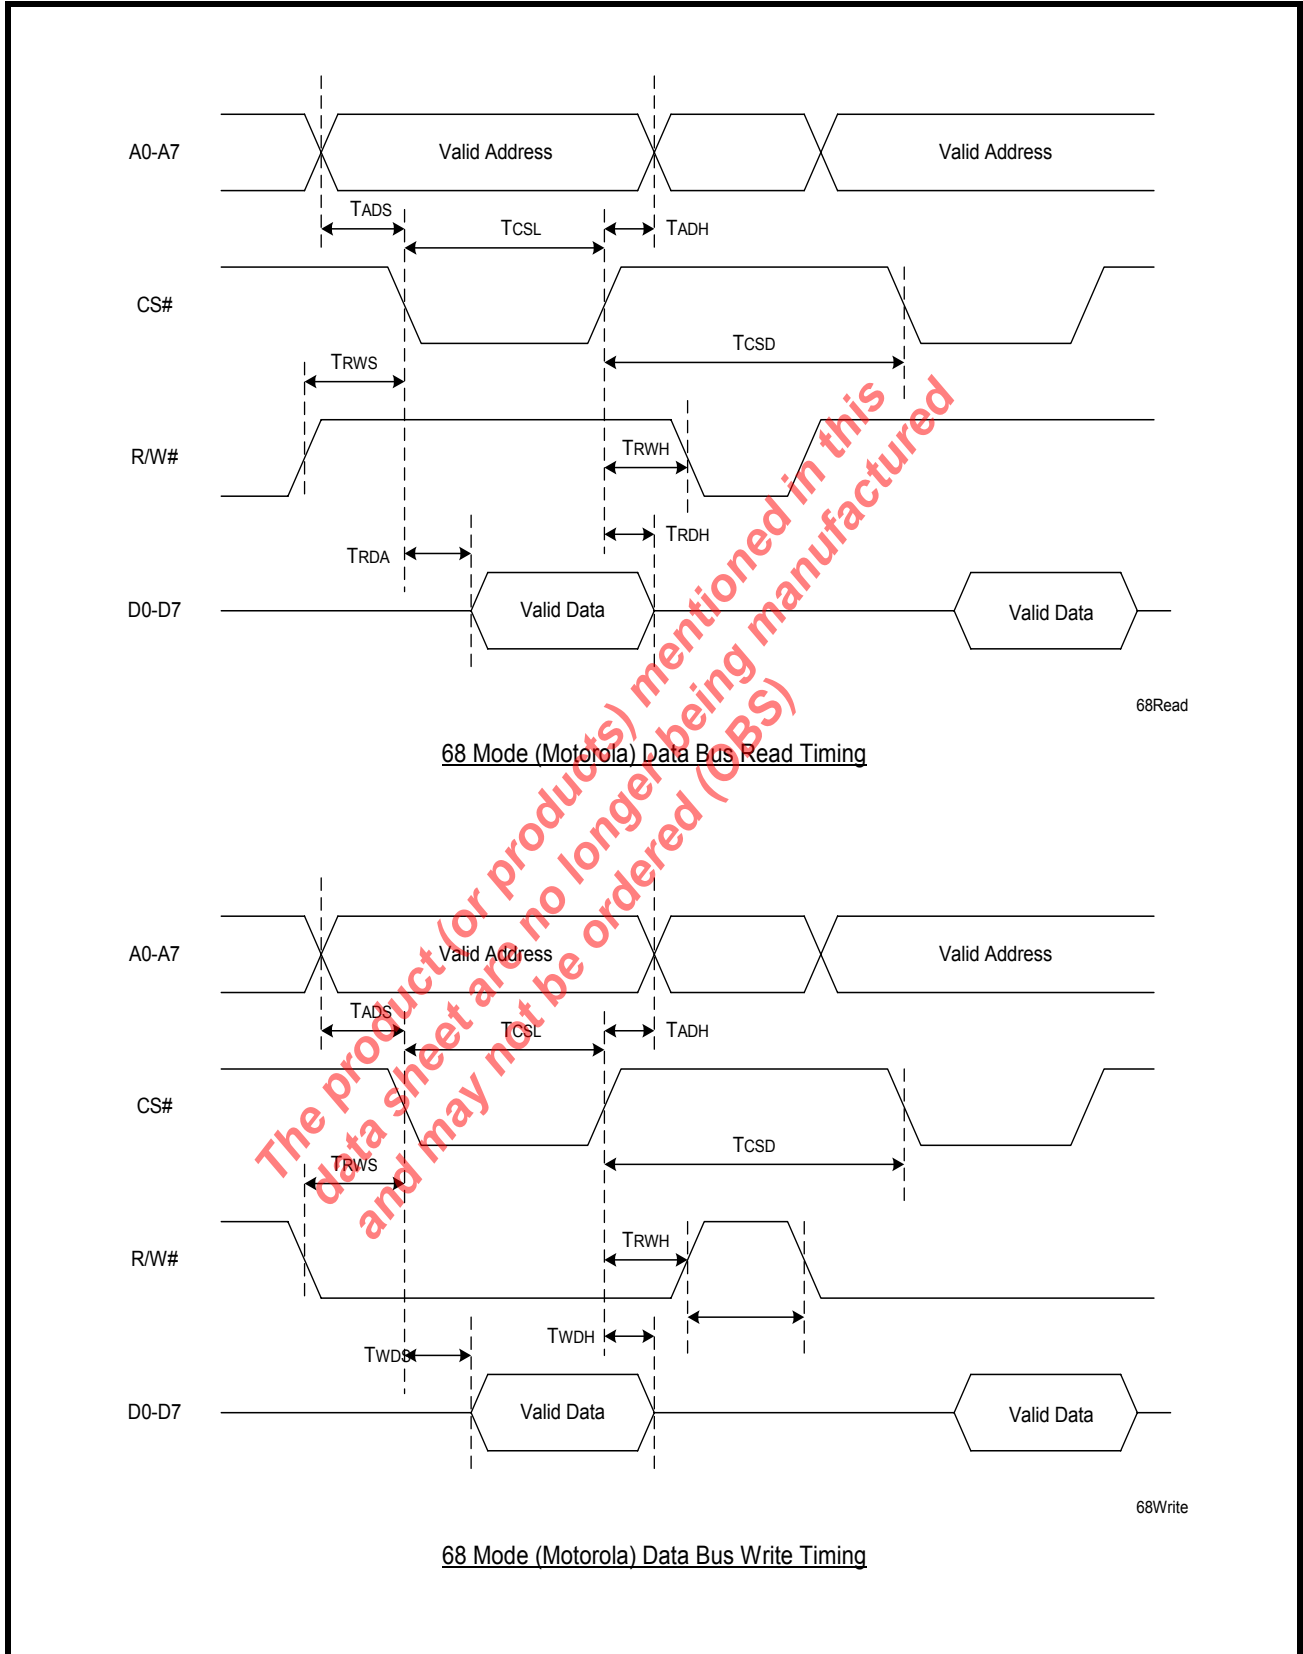 A0-A7
Valid Address
Valid Address
TADS
TCSL
TADH
CS#
TCSD
TRWS
R/W#
TRWH
TRDH
TRDA
D0-D7
Valid Data
Valid Data
68Read
68 Mode (Motorola) Data Bus Read Timing
The product (or products) mentioned in this
data sheet are no longer being manufactured
and may not be ordered (OBS)
A0-A7
Valid Address
Valid Address
TADS
TCSL
TADH
CS#
TCSD
TRWS
R/W#
TRWH
TWDH
TWDS
D0-D7
Valid Data
Valid Data
68Write
68 Mode (Motorola) Data Bus Write Timing